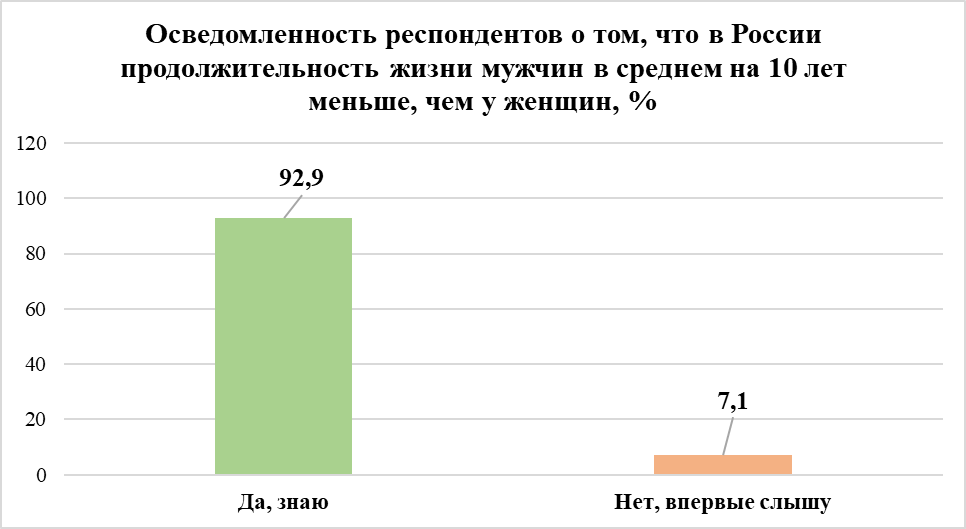 Осведомленность респондентов о том, что в России
продолжительность жизни мужчин в среднем на 10 лет
меньше, чем у женщин, %
120
100
80
60
40
20
0
92,9
7,1
Да, знаю
Нет, впервые слышу